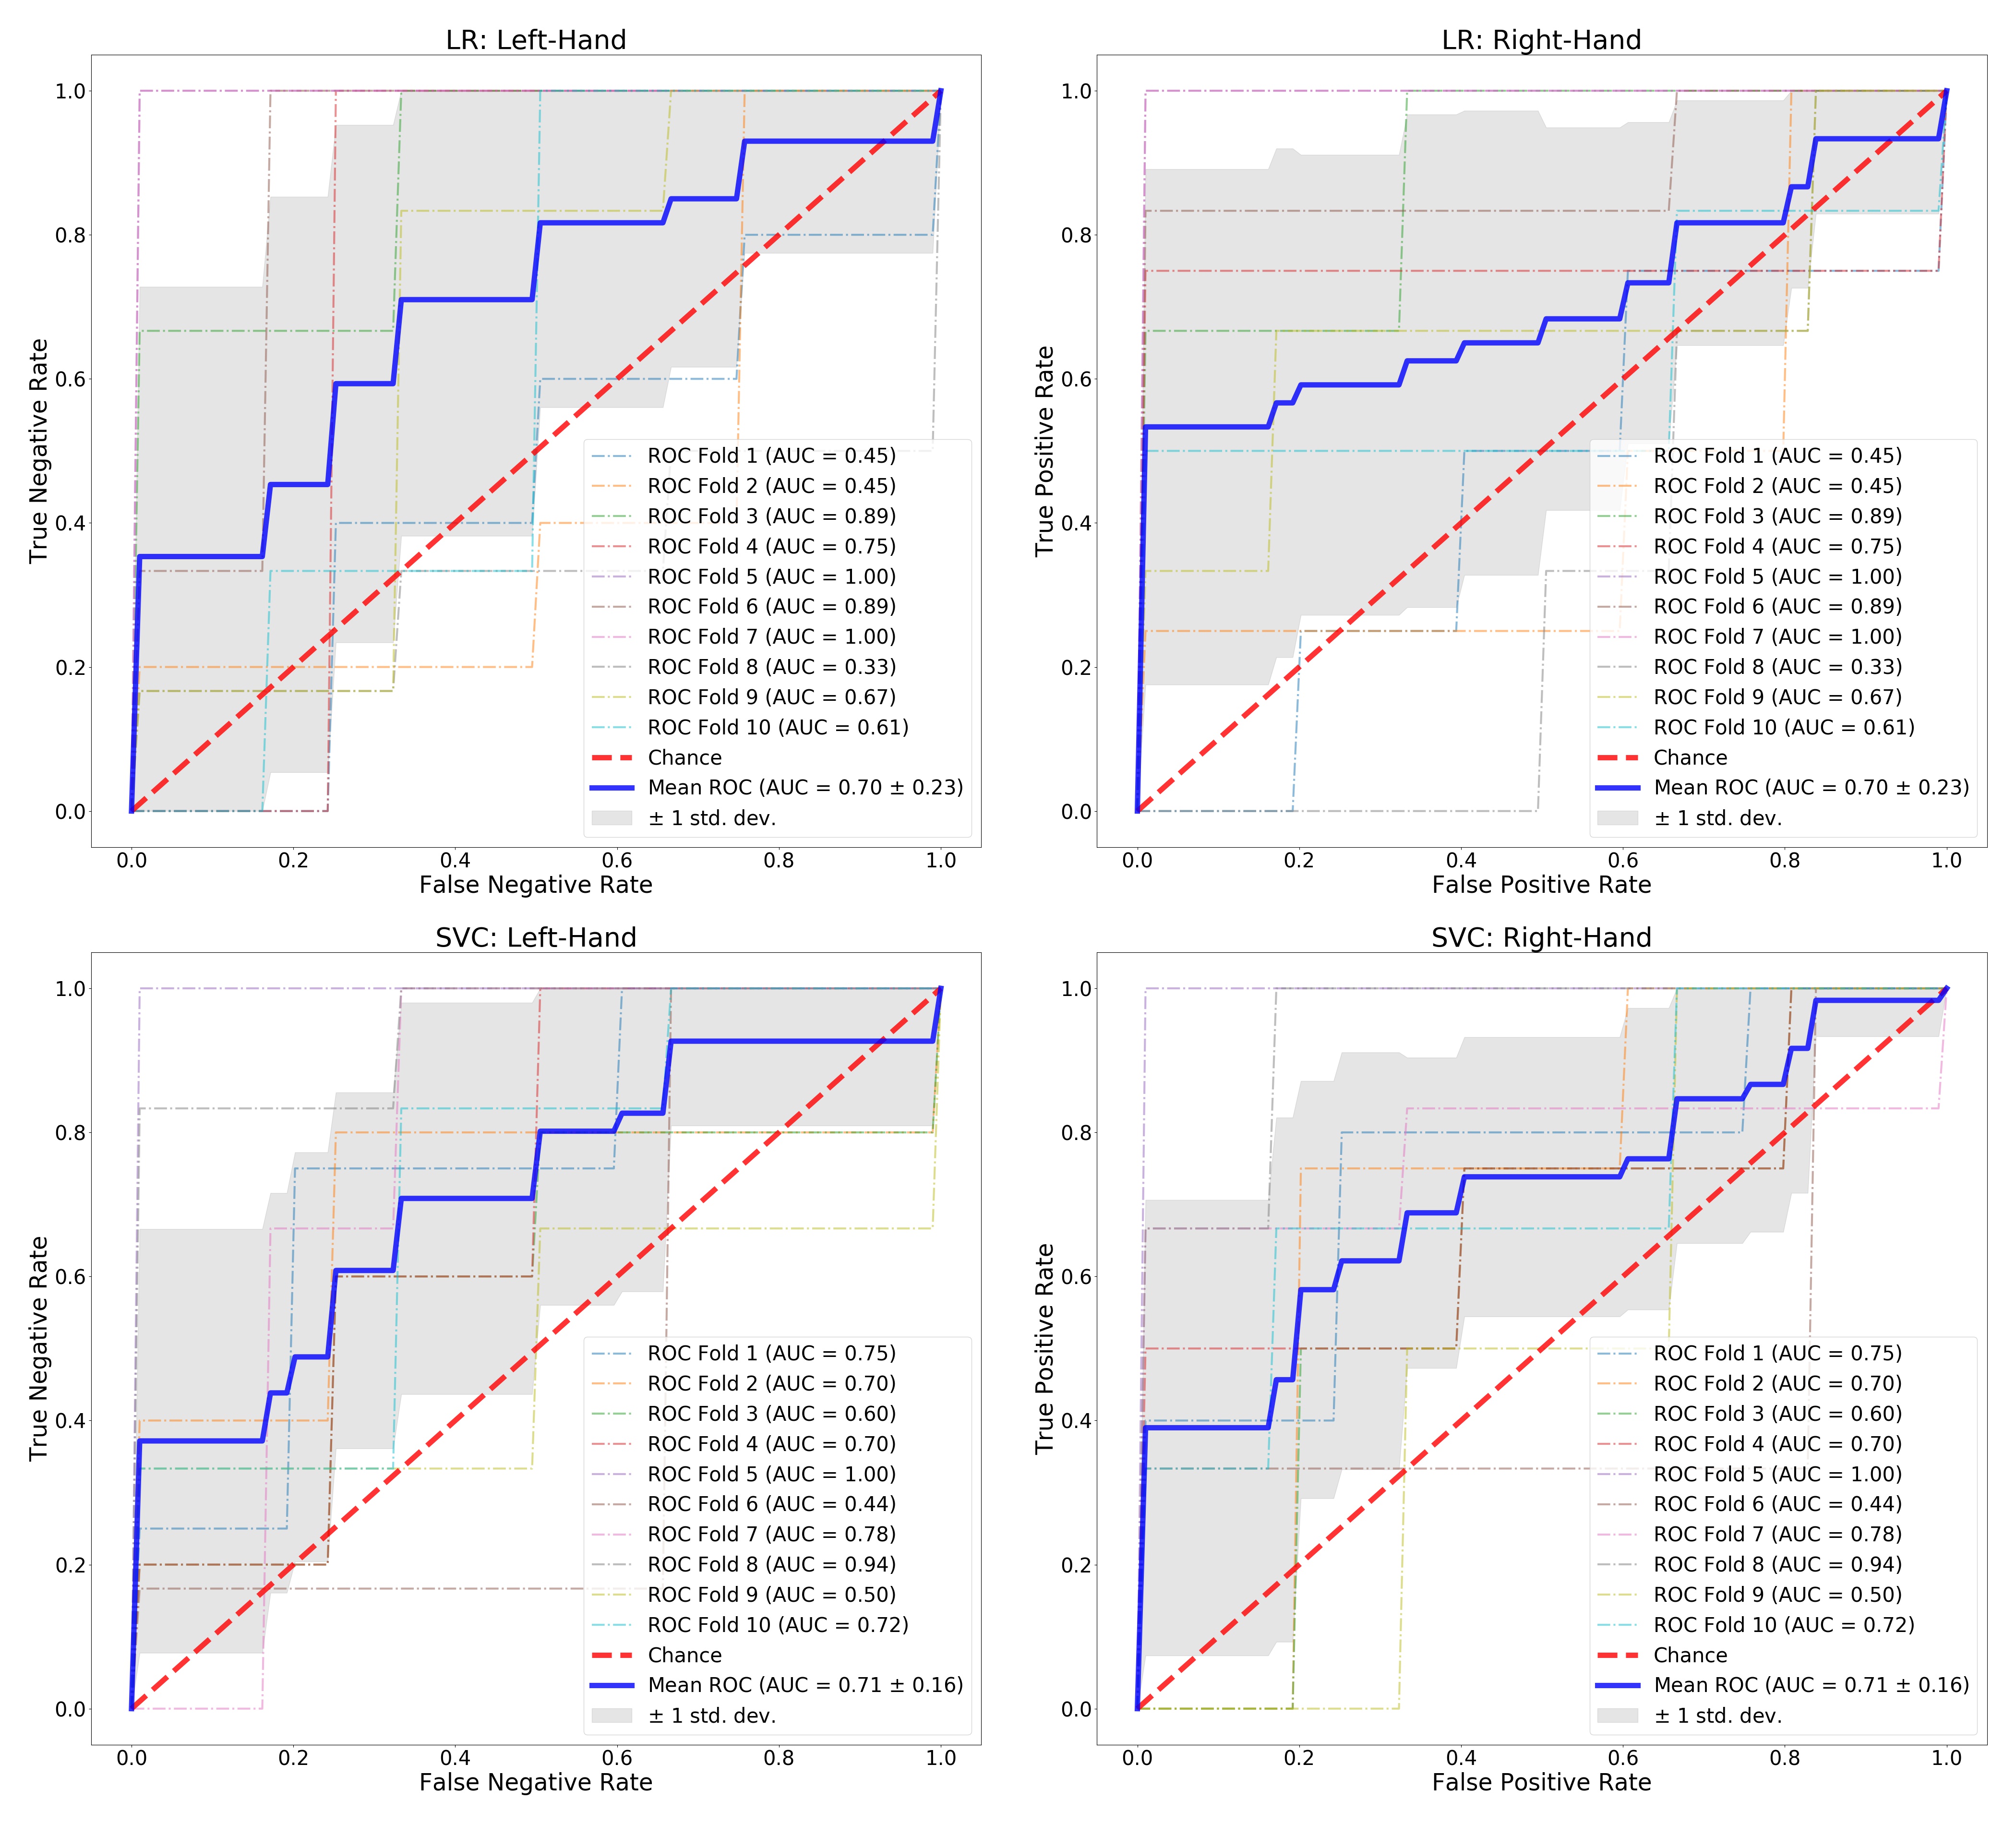 LR: Left-Hand
True Negative Rate
1.0
0.8
0.6
0.4
0.2
0.0
0.0 0.2 0.4 0.6 0.8 1.0
False Negative Rate
ROC Fold 1 (AUC = 0.45)
ROC Fold 2 (AUC = 0.45)
ROC Fold 3 (AUC = 0.89)
ROC Fold 4 (AUC = 0.75)
ROC Fold 5 (AUC = 1.00)
ROC Fold 6 (AUC = 0.89)
ROC Fold 7 (AUC = 1.00)
ROC Fold 8 (AUC = 0.33)
ROC Fold 9 (AUC = 0.67)
ROC Fold 10 (AUC = 0.61)
Chance
Mean ROC (AUC = 0.70 ± 0.23)
± 1 std. dev.
LR: Right-Hand
True Positive Rate
1.0
0.8
0.6
0.4
0.2
0.0
0.0 0.2 0.4 0.6 0.8 1.0
False Positive Rate
ROC Fold 1 (AUC = 0.45)
ROC Fold 2 (AUC = 0.45)
ROC Fold 3 (AUC = 0.89)
ROC Fold 4 (AUC = 0.75)
ROC Fold 5 (AUC = 1.00)
ROC Fold 6 (AUC = 0.89)
ROC Fold 7 (AUC = 1.00)
ROC Fold 8 (AUC = 0.33)
ROC Fold 9 (AUC = 0.67)
ROC Fold 10 (AUC = 0.61)
Chance
Mean ROC (AUC = 0.70 ± 0.23)
± 1 std. dev.
SVC: Left-Hand
True Negative Rate
1.0
0.8
0.6
0.4
0.2
0.0
0.0 0.2 0.4 0.6 0.8 1.0
False Negative Rate
ROC Fold 1 (AUC = 0.75)
ROC Fold 2 (AUC = 0.70)
ROC Fold 3 (AUC = 0.60)
ROC Fold 4 (AUC = 0.70)
ROC Fold 5 (AUC = 1.00)
ROC Fold 6 (AUC = 0.44)
ROC Fold 7 (AUC = 0.78)
ROC Fold 8 (AUC = 0.94)
ROC Fold 9 (AUC = 0.50)
ROC Fold 10 (AUC = 0.72)
Chance
Mean ROC (AUC = 0.71 ± 0.16)
± 1 std. dev.
SVC: Right-Hand
True Positive Rate
1.0
0.8
0.6
0.4
0.2
0.0
0.0 0.2 0.4 0.6 0.8 1.0
False Positive Rate
ROC Fold 1 (AUC = 0.75)
ROC Fold 2 (AUC = 0.70)
ROC Fold 3 (AUC = 0.60)
ROC Fold 4 (AUC = 0.70)
ROC Fold 5 (AUC = 1.00)
ROC Fold 6 (AUC = 0.44)
ROC Fold 7 (AUC = 0.78)
ROC Fold 8 (AUC = 0.94)
ROC Fold 9 (AUC = 0.50)
ROC Fold 10 (AUC = 0.72)
Chance
Mean ROC (AUC = 0.71 ± 0.16)
± 1 std. dev.